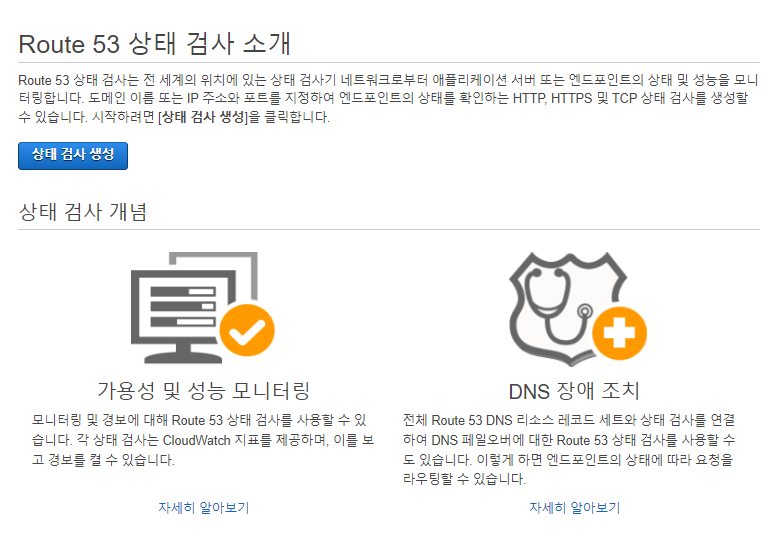 Route 53 상태 검사 소개
Route 53 상태 검사는 전 세계의 위치에 있는 상태 검사기 네트워크로부터 애플리케이션 서버 또는 엔드포인트의 상태 및 성능을 모니
터링합니다. 도메인 이름 또는 IP 주소와 포트를 지정하여 엔드포인트의 상태를 확인하는 HTTP, HTTPS 및 TCP 상태 검사를 생성할
수 있습니다. 시작하려면 [상태 검사 생성]을 클릭합니다.
상태 검사 생성
상태 검사 개념
가용성 및 성능 모니터링
모니터링 및 경보에 대해 Route 53 상태 검사를 사용할 수 있
습니다. 각 상태 검사는 CloudWatch 지표를 제공하며, 이를 보
고 경보를 켤 수 있습니다.
자세히 알아보기
DNS 장애 조치
전체 Route 53 DNS 리소스 레코드 세트와 상태 검사를 연결
하여 DNS 페일오버에 대한 Route 53 상태 검사를 사용할 수
도 있습니다. 이렇게 하면 엔드포인트의 상태에 따라 요청을
라우팅할 수 있습니다.
자세히 알아보기